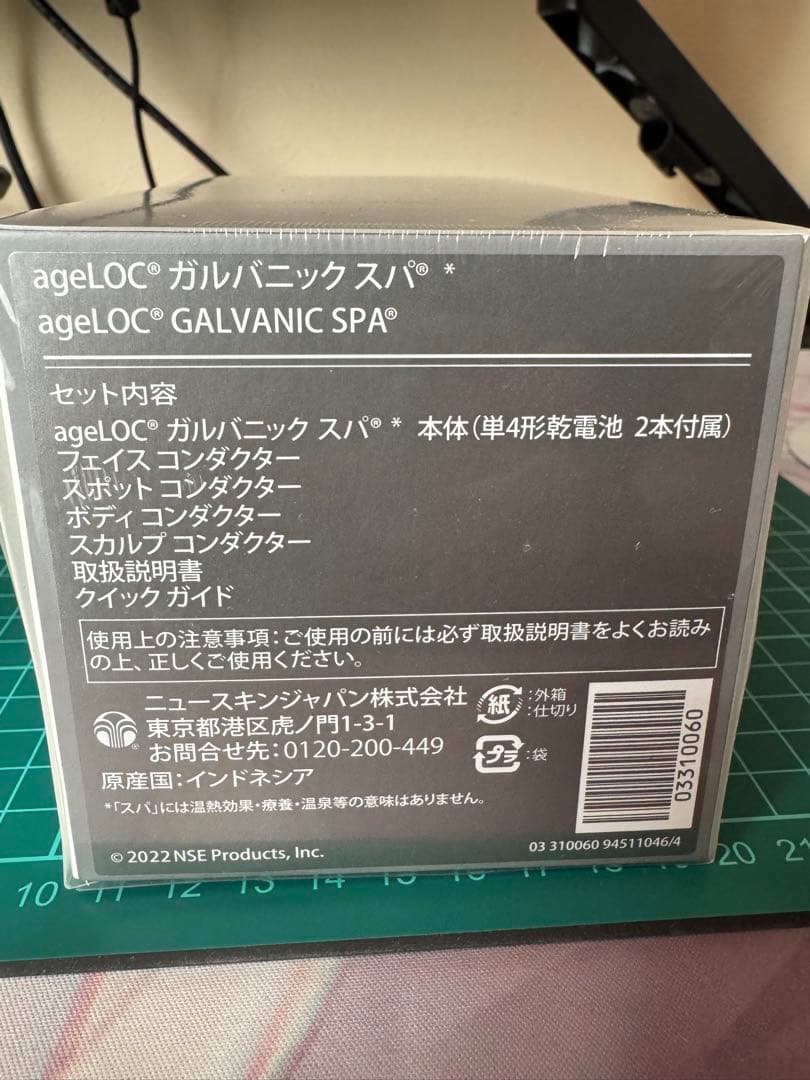 ageLOC® ガルバニック スパ® *
ageLOC® GALVANIC SPA®
セット内容
ageLOC® ガルバニック スパ® * 本体(単4形乾電池 2本付属)
フェイス コンダクター
スポット コンダクター
ボディ コンダクター
スカルプ コンダクター
取扱説明書
クイック ガイド
使用上の注意事項:ご使用の前には必ず取扱説明書をよくお読み
の上、正しくご使用ください。
ニュースキンジャパン株式会社
東京都港区虎ノ門1-3-1
お問合せ先:0120-200-449
原産国:インドネシア
*「スパ」には温熱効果・療養・温泉等の意味はありません。
紙 :外箱
:仕切り
プラ :袋
03310060
© 2022 NSE Products, Inc.
03 310060 94511046/4
10 11 12 13 14 15 16 17 20 21